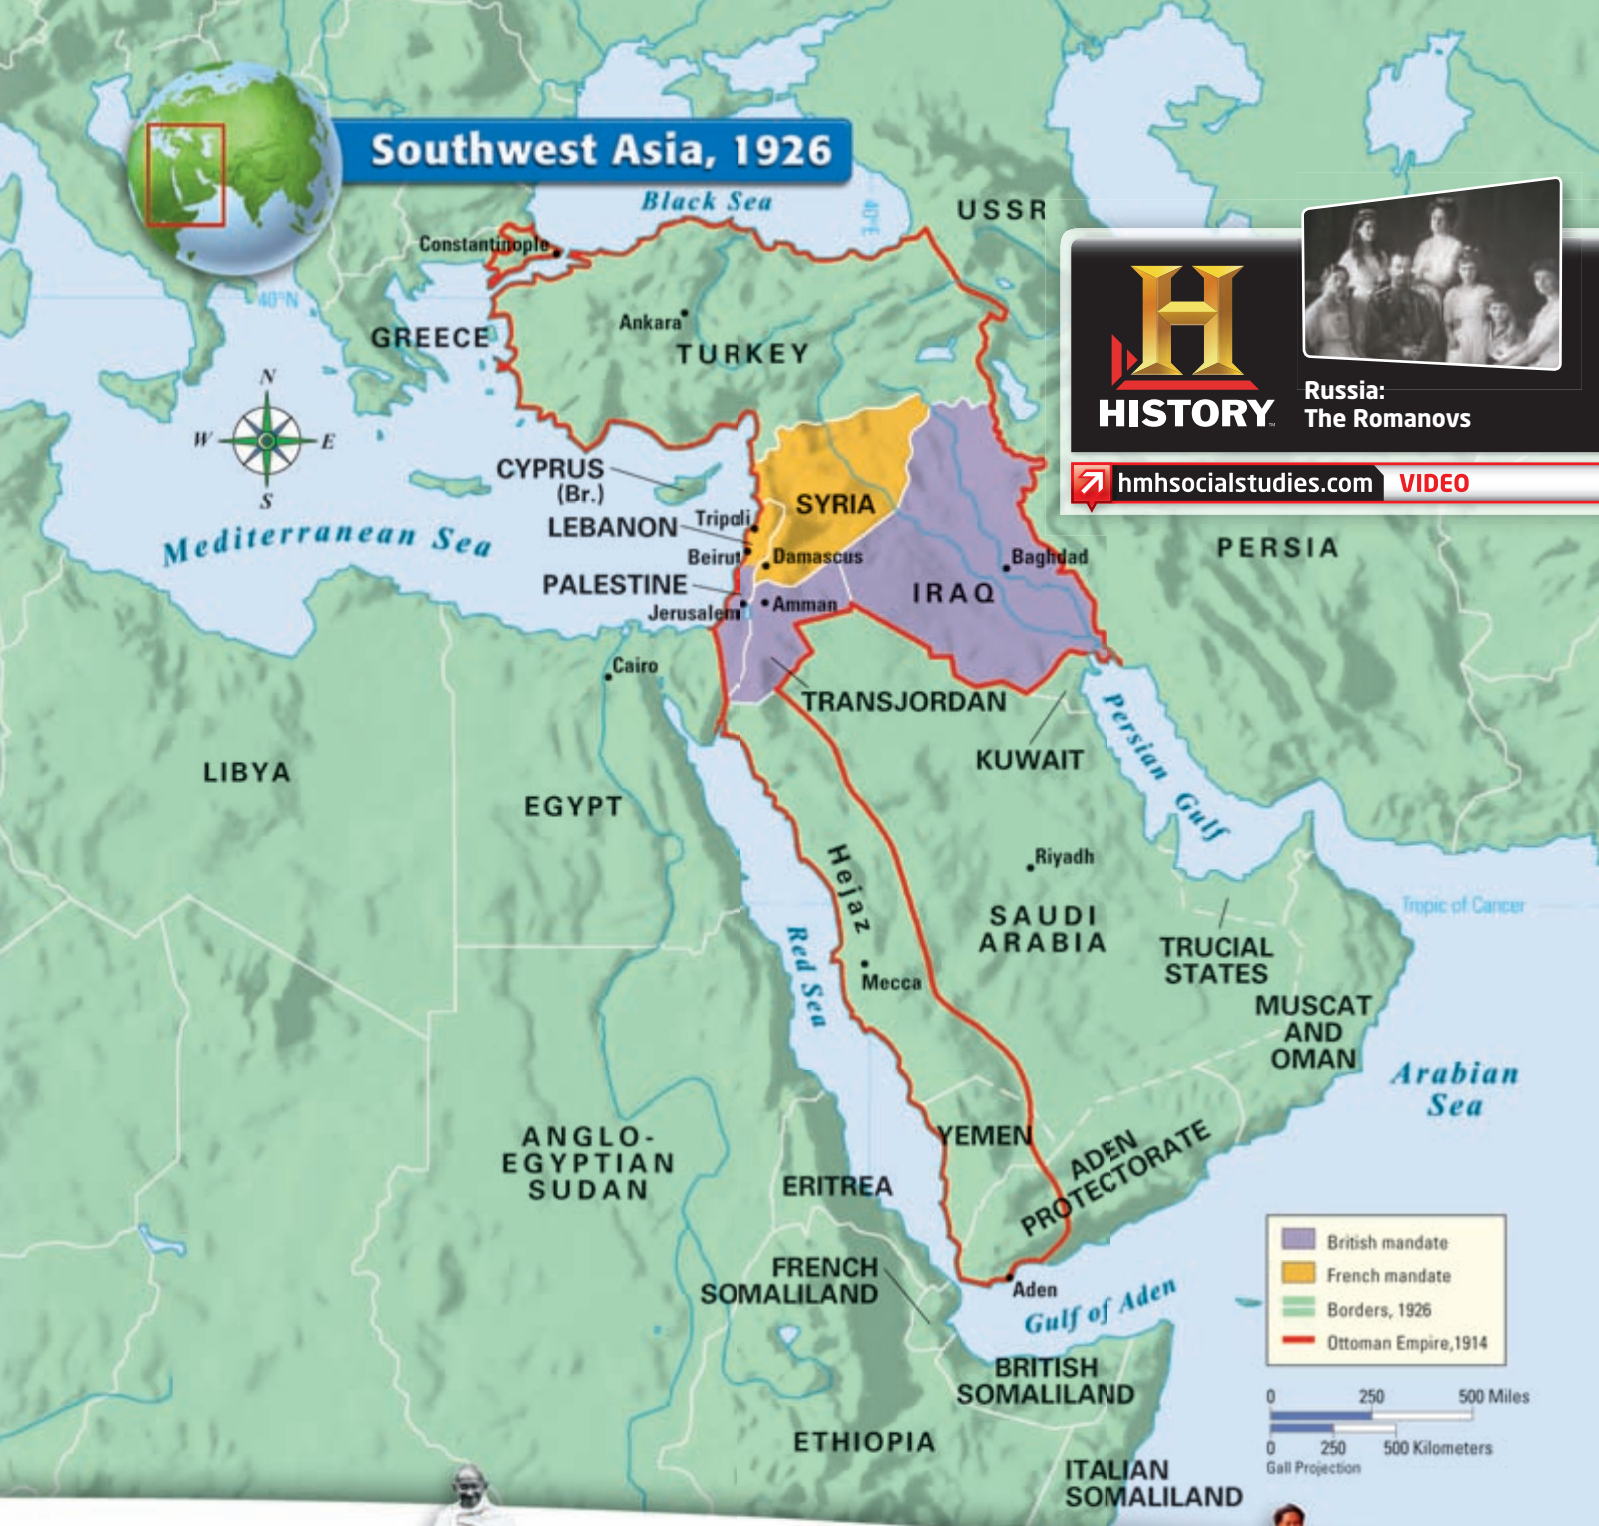 Southwest Asia, 1926
Black Sea
40°E
USSR
Constantinople
40°N
Ankara
GREECE
TURKEY
HISTORY
Russia:
The Romanovs
hmhsocialstudies.com
VIDEO
N
W
E
S
CYPRUS
(Br.)
SYRIA
Tripoli
LEBANON
Mediterranean Sea
Beirut
Damascus
Baghdad
PERSIA
PALESTINE
IRAQ
Jerusalem
Amman
Cairo
TRANSJORDAN
KUWAIT
Persian Gulf
LIBYA
EGYPT
Hejaz
Riyadh
SAUDI
ARABIA
Tropic of Cancer
TRUCIAL
STATES
Red Sea
Mecca
MUSCAT
AND
OMAN
Arabian
Sea
ANGLO-
EGYPTIAN
SUDAN
YEMEN
ADEN
PROTECTORATE
ERITREA
FRENCH
SOMALILAND
Aden
Gulf of Aden
BRITISH
SOMALILAND
ETHIOPIA
ITALIAN
SOMALILAND
British mandate
French mandate
Borders, 1926
Ottoman Empire,1914
0 250 500 Miles
0 250 500 Kilometers
Gall Projection